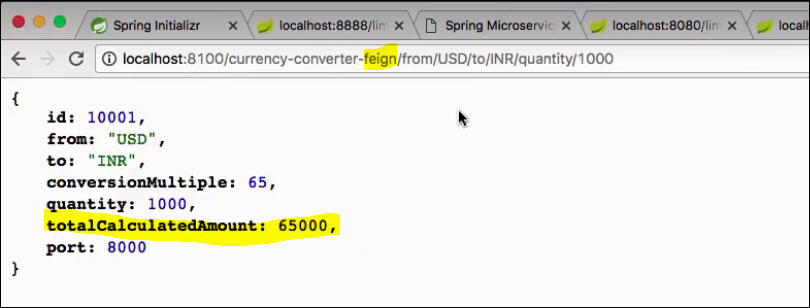 Spring Initializr
localhost:8888/lim
Spring Microservic
localhost:8080/lim
local
localhost:8100/currency-converter-feign/from/USD/to/INR/quantity/1000
{
id: 10001,
from: "USD",
to: "INR",
conversionMultiple: 65,
quantity: 1000,
totalCalculatedAmount: 65000,
port: 8000
}